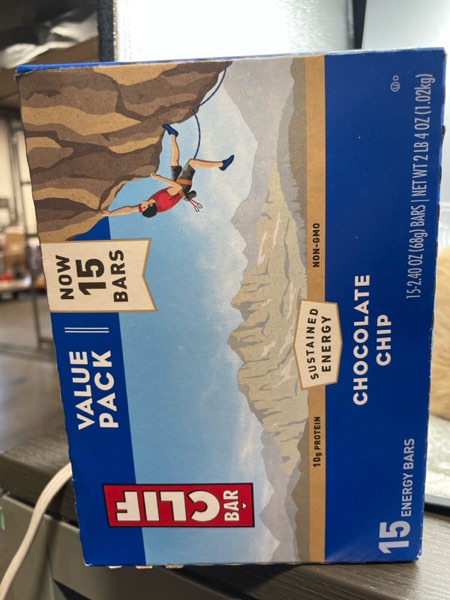 VALUE
PACK
NOW
15
BARS
CLIF
BAR
10g PROTEIN
SUSTAINED
ENERGY
NON-GMO
CHOCOLATE
CHIP
15 ENERGY BARS
15-2.40 OZ (68g) BARS | NET WT 2 LB 4 OZ (1.02kg)